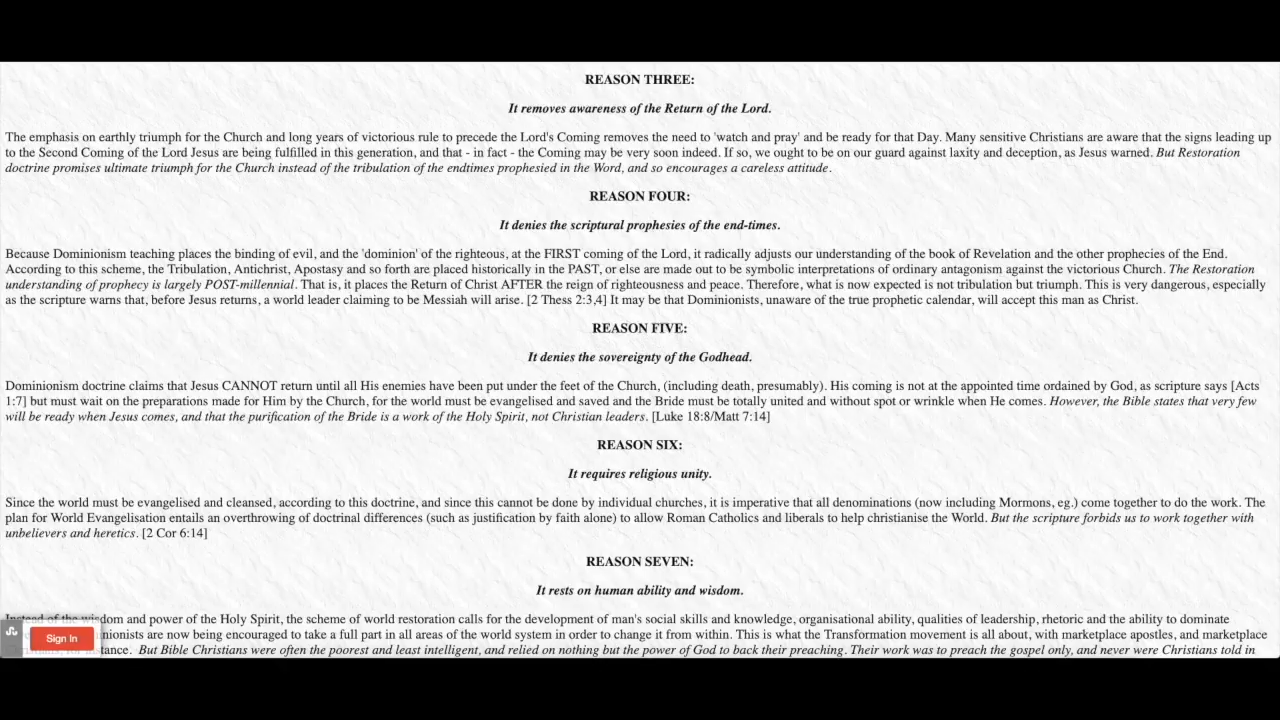 REASON THREE:
It removes awareness of the Return of the Lord.
The emphasis on earthly triumph for the Church and long years of victorious rule to precede the Lord's Coming removes the need to 'watch and pray' and be ready for that Day. Many sensitive Christians are aware that the signs leading up
to the Second Coming of the Lord Jesus are being fulfilled in this generation, and that - in fact - the Coming may be very soon indeed. If so, we ought to be on our guard against laxity and deception, as Jesus warned. But Restoration
doctrine promises ultimate triumph for the Church instead of the tribulation of the endtimes prophesied in the Word, and so encourages a careless attitude.
REASON FOUR:
It denies the scriptural prophesies of the end-times.
Because Dominionism teaching places the binding of evil, and the 'dominion' of the righteous, at the FIRST coming of the Lord, it radically adjusts our understanding of the book of Revelation and the other prophecies of the End.
According to this scheme, the Tribulation, Antichrist, Apostasy and so forth are placed historically in the PAST, or else are made out to be symbolic interpretations of ordinary antagonism against the victorious Church. The Restoration
understanding of prophecy is largely POST-millennial. That is, it places the Return of Christ AFTER the reign of righteousness and peace. Therefore, what is now expected is not tribulation but triumph. This is very dangerous, especially
as the scripture warns that, before Jesus returns, a world leader claiming to be Messiah will arise. [2 Thess 2:3,4] It may be that Dominionists, unaware of the true prophetic calendar, will accept this man as Christ.
REASON FIVE:
It denies the sovereignty of the Godhead.
Dominionism doctrine claims that Jesus CANNOT return until all His enemies have been put under the feet of the Church, (including death, presumably). His coming is not at the appointed time ordained by God, as scripture says [Acts
1:7] but must wait on the preparations made for Him by the Church, for the world must be evangelised and saved and the Bride must be totally united and without spot or wrinkle when He comes. However, the Bible states that very few
will be ready when Jesus comes, and that the purification of the Bride is a work of the Holy Spirit, not Christian leaders. [Luke 18:8/Matt 7:14]
REASON SIX:
It requires religious unity.
Since the world must be evangelised and cleansed, according to this doctrine, and since this cannot be done by individual churches, it is imperative that all denominations (now including Mormons, eg.) come together to do the work. The
plan for World Evangelisation entails an overthrowing of doctrinal differences (such as justification by faith alone) to allow Roman Catholics and liberals to help christianise the World. But the scripture forbids us to work together with
unbelievers and heretics. [2 Cor 6:14]
REASON SEVEN:
It rests on human ability and wisdom.
Instead of the wisdom and power of the Holy Spirit, the scheme of world restoration calls for the development of man's social skills and knowledge, organisational ability, qualities of leadership, rhetoric and the ability to dominate
nionists are now being encouraged to take a full part in all areas of the world system in order to change it from within. This is what the Transformation movement is all about, with marketplace apostles, and marketplace
instance. But Bible Christians were often the poorest and least intelligent, and relied on nothing but the power of God to back their preaching. Their work was to preach the gospel only, and never were Christians told in
Sign In